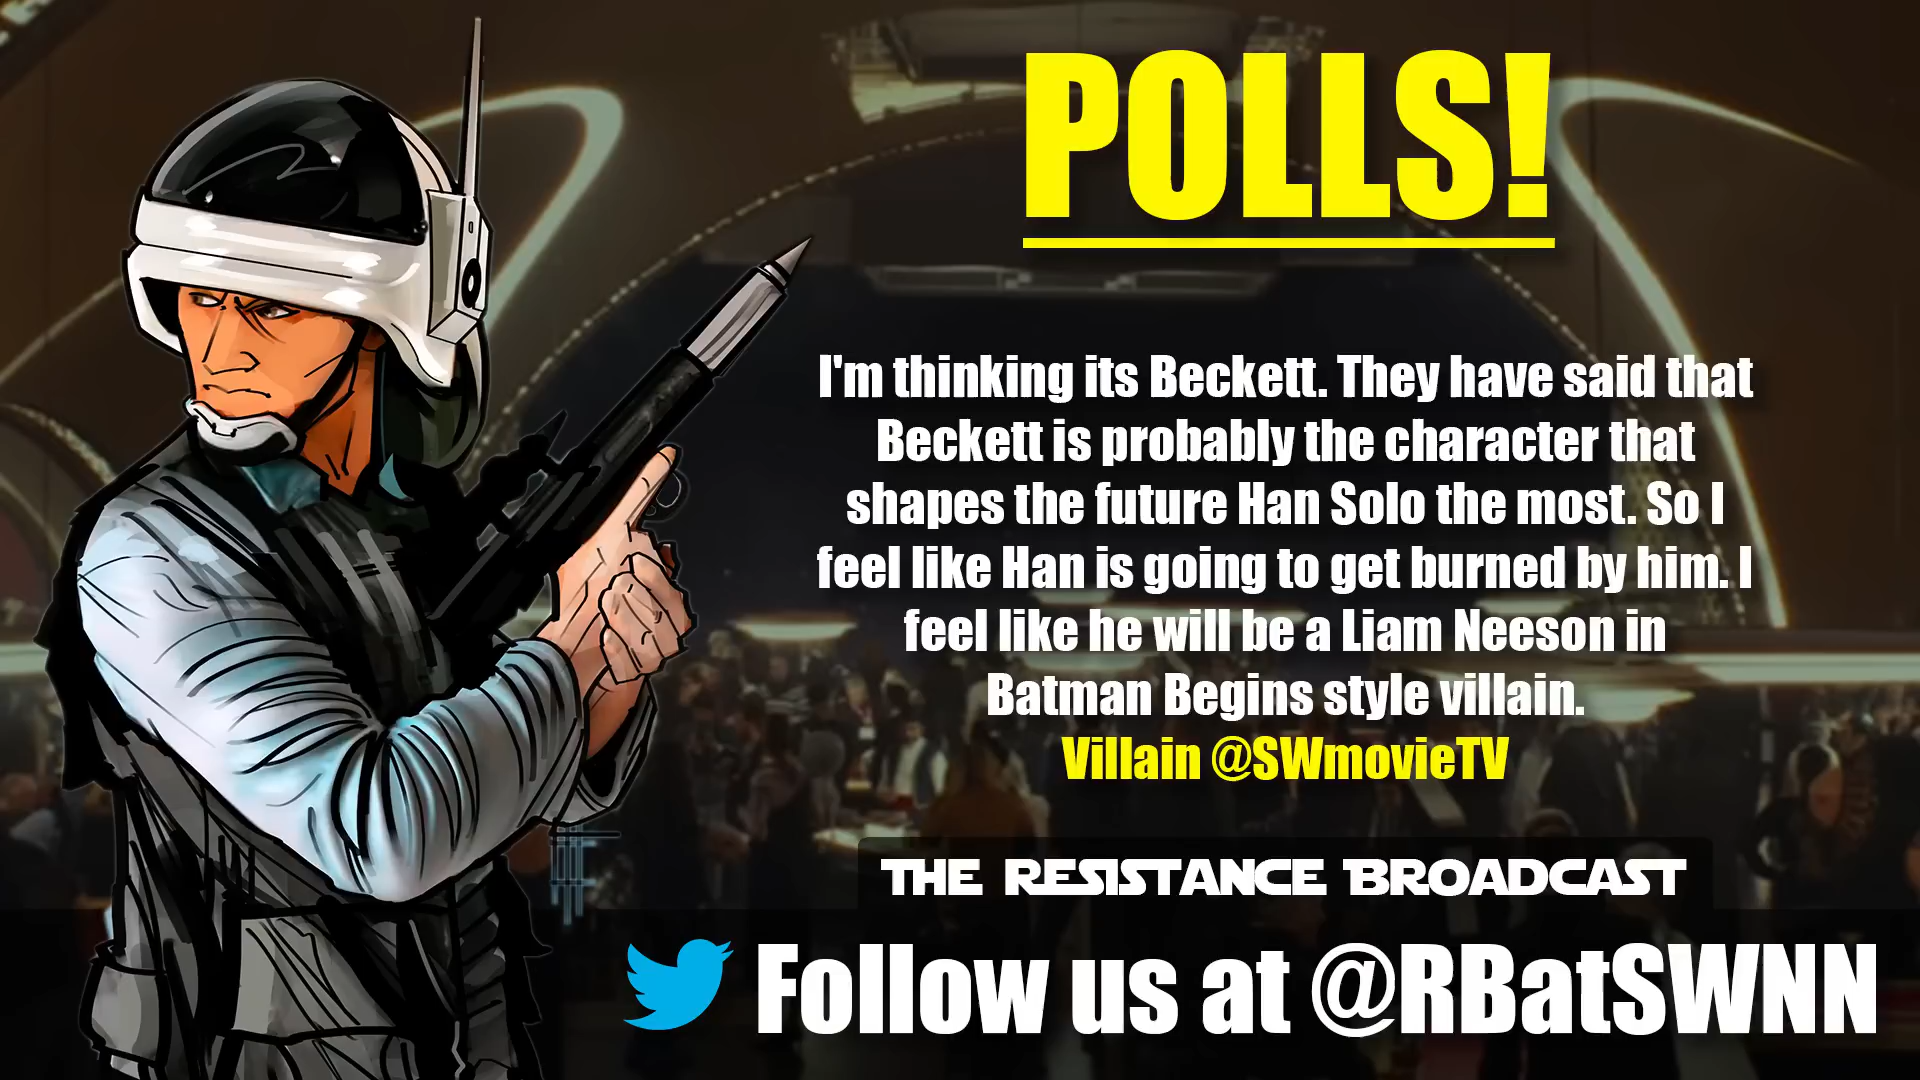 POLLS!
I'm thinking its Beckett. They have said that
Beckett is probably the character that
shapes the future Han Solo the most. So I
feel like Han is going to get burned by him. I
feel like he will be a Liam Neeson in
Batman Begins style villain.
Villain @SWmovieTV
THE RESISTANCE BROADCAST
Follow us at @RBatSWNN